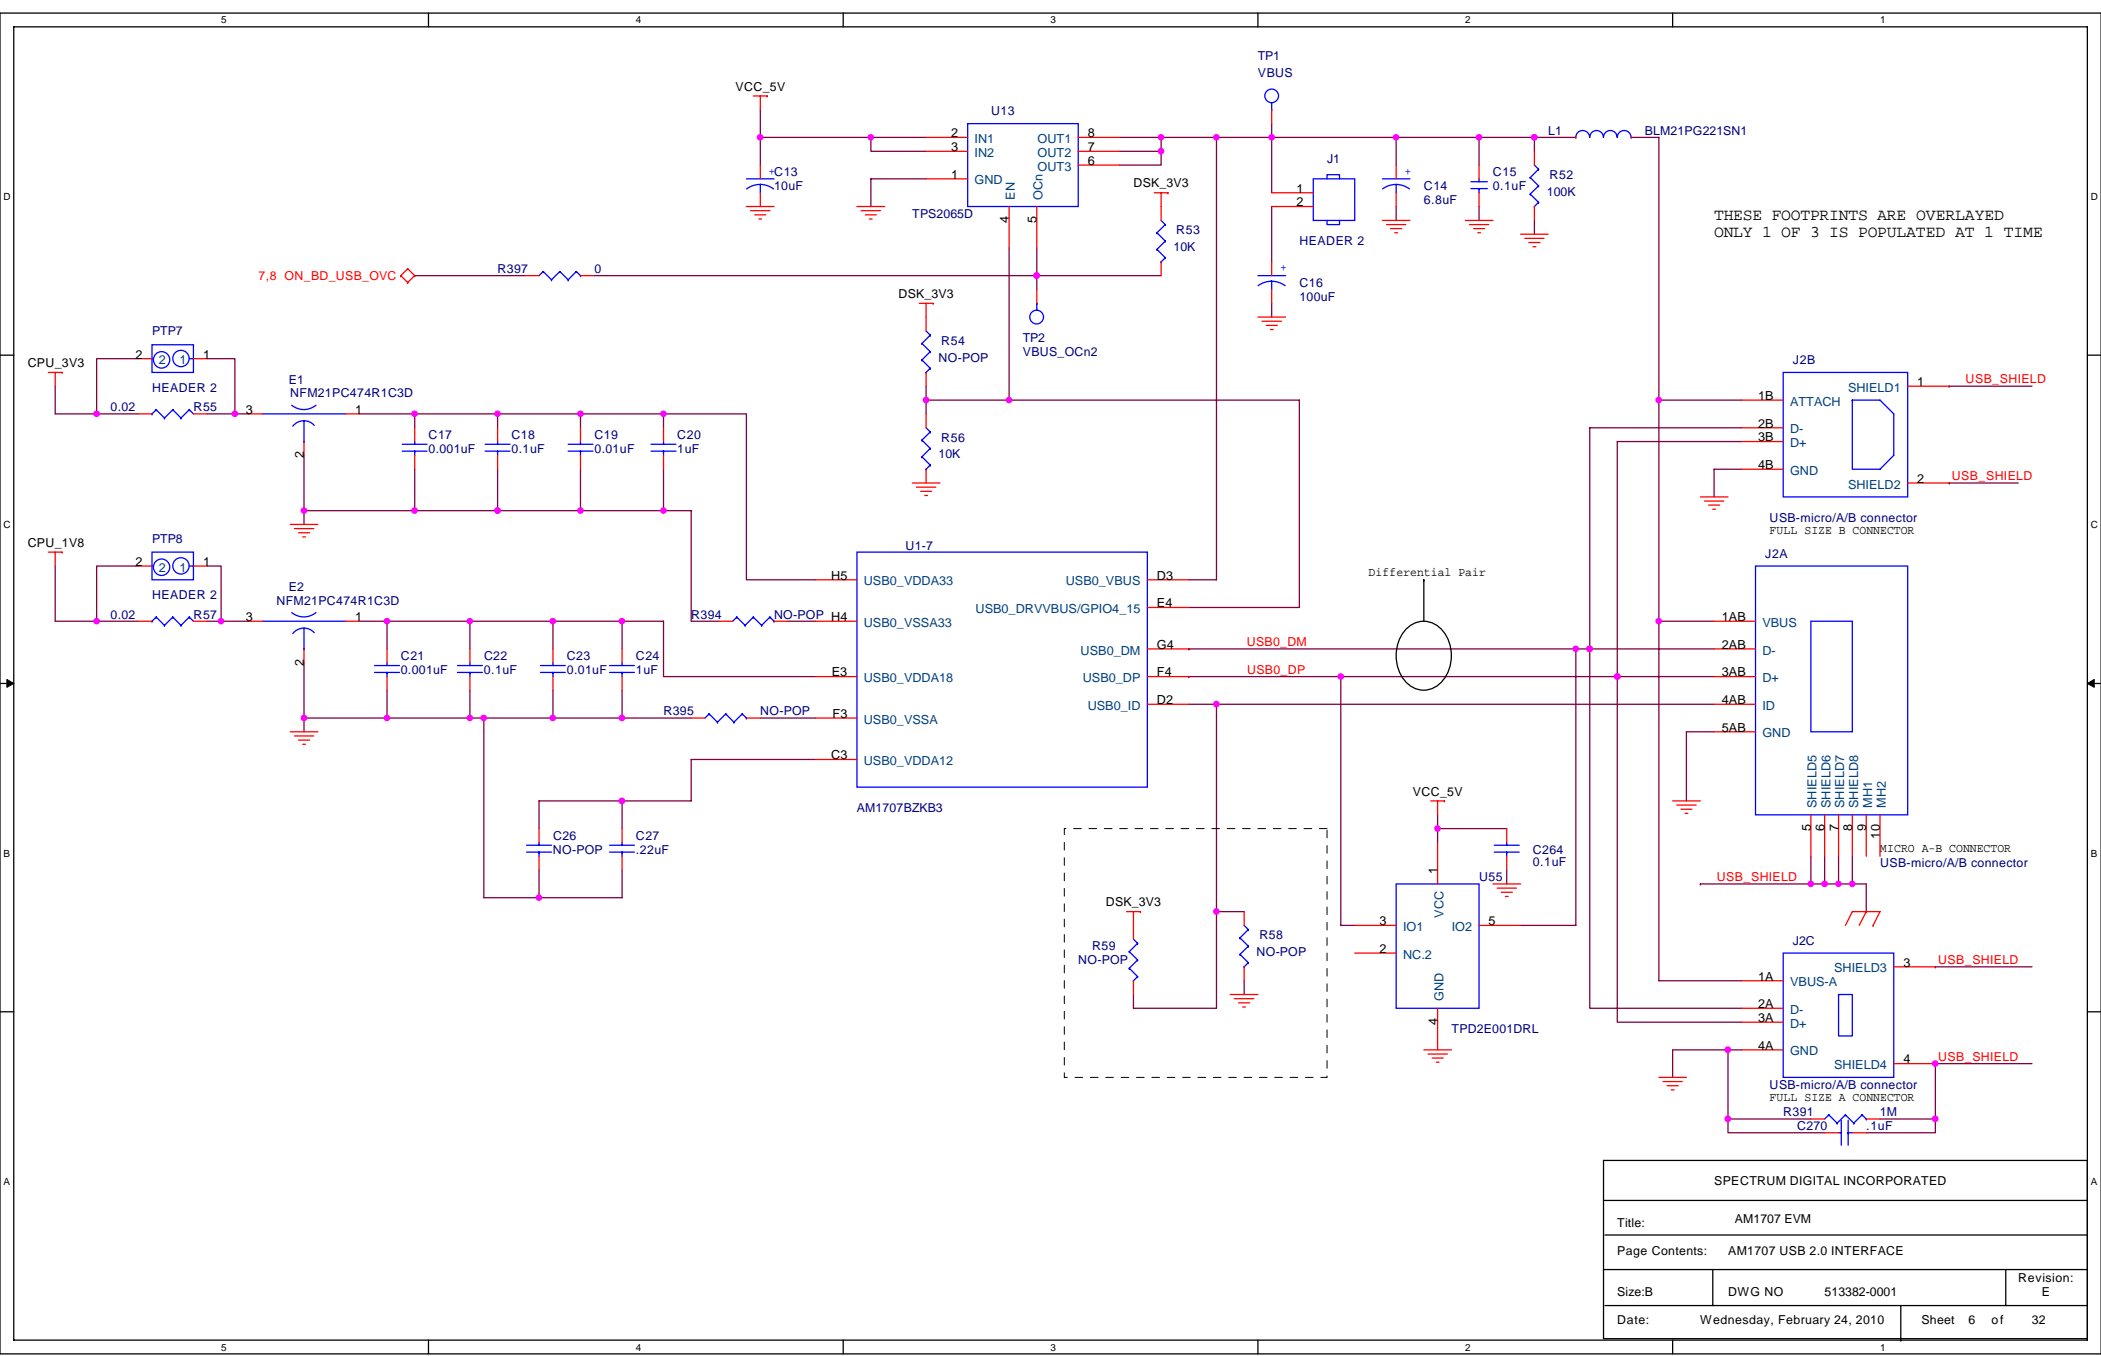 5
4
3
2
1
TP1
VBUS
VCC_5V
U13
2
3
1
IN1
IN2
GND
EN
OCn
OUT1
OUT2
OUT3
8
7
6
4
5
TPS2065D
+
C13
10uF
L1
BLM21PG221SN1
J1
1
2
HEADER 2
+
C14
6.8uF
C15
0.1uF
R52
100K
DSK_3V3
R53
10K
+
C16
100uF
D
D
THESE FOOTPRINTS ARE OVERLAYED
ONLY 1 OF 3 IS POPULATED AT 1 TIME
7,8 ON_BD_USB_OVC
R397
0
TP2
VBUS_OCn2
DSK_3V3
R54
NO-POP
R56
10K
PTP7
2
2
1
1
HEADER 2
CPU_3V3
0.02
R55
3
E1
NFM21PC474R1C3D
1
2
C17
0.001uF
C18
0.1uF
C19
0.01uF
C20
1uF
J2B
SHIELD1
1
USB_SHIELD
1B
ATTACH
2B
D-
3B
D+
4B
GND
SHIELD2
2
USB_SHIELD
USB-micro/A/B connector
FULL SIZE B CONNECTOR
C
C
CPU_1V8
PTP8
2
2
1
1
HEADER 2
0.02
R57
3
E2
NFM21PC474R1C3D
1
2
C21
0.001uF
C22
0.1uF
C23
0.01uF
C24
1uF
U1-7
H5
USB0_VDDA33
R394
NO-POP
H4
USB0_VSSA33
E3
USB0_VDDA18
R395
NO-POP
F3
USB0_VSSA
C3
USB0_VDDA12
USB0_VBUS
D3
USB0_DRVVBUS/GPIO4_15
E4
USB0_DM
G4
USB0_DM
USB0_DP
F4
USB0_DP
USB0_ID
D2
AM1707BZKB3
Differential Pair
J2A
1AB
VBUS
2AB
D-
3AB
D+
4AB
ID
5AB
GND
SHIELD5
SHIELD6
SHIELD7
SHIELD8
MH1
MH2
5
6
7
8
9
10
MICRO A-B CONNECTOR
USB-micro/A/B connector
USB_SHIELD
C26
NO-POP
C27
.22uF
B
B
VCC_5V
C264
0.1uF
U55
1
VCC
3
IO1
IO2
5
2
NC.2
GND
4
TPD2E001DRL
DSK_3V3
R59
NO-POP
R58
NO-POP
J2C
SHIELD3
3
USB_SHIELD
1A
VBUS-A
2A
D-
3A
D+
4A
GND
SHIELD4
4
USB_SHIELD
USB-micro/A/B connector
FULL SIZE A CONNECTOR
R391
1M
C270
.1uF
A
A
SPECTRUM DIGITAL INCORPORATED
Title: AM1707 EVM
Page Contents: AM1707 USB 2.0 INTERFACE
Size:B
DWG NO 513382-0001
Revision:
E
Date: Wednesday, February 24, 2010
Sheet 6 of 32
5
4
3
2
1